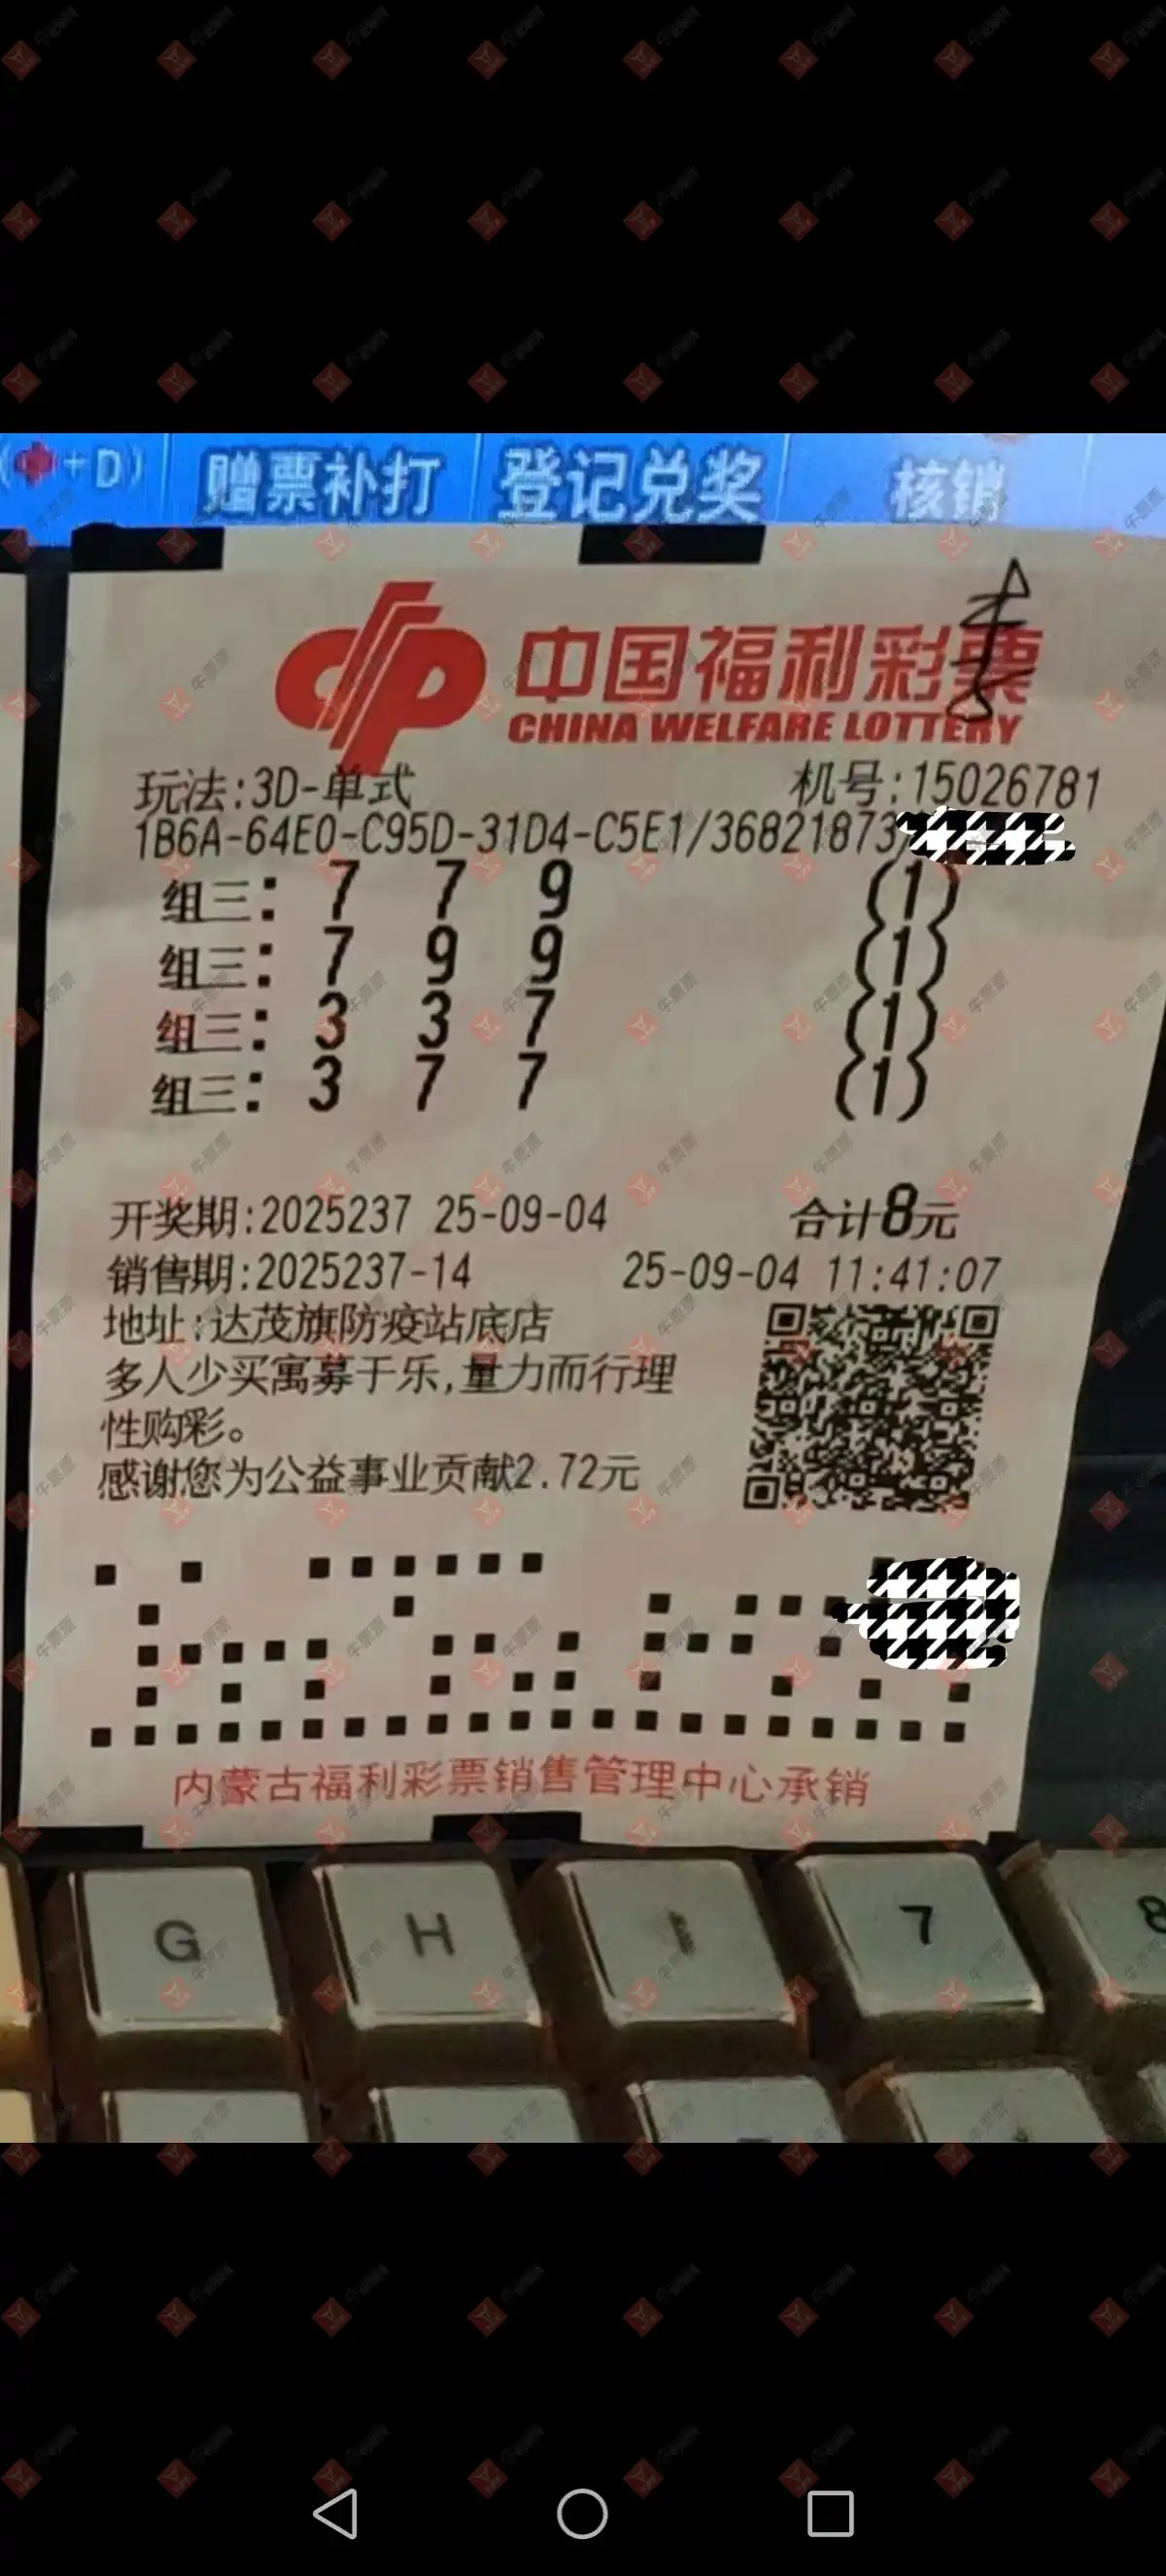 +D)
赠票补打
登记兑奖
核销
中国福利彩票
CHINA WELFARE LOTTERY
玩法:3D-单式 机号:15026781
1B6A-64E0-C95D-31D4-C5E1/36821873
组三: 7 7 9 (1)
组三: 7 9 9 (1)
组三: 3 3 7 (1)
组三: 3 7 7 (1)
开奖期:2025237 25-09-04 合计8元
销售期:2025237-14 25-09-04 11:41:07
地址:达茂旗防疫站底店
多人少买寓募于乐,量力而行理
性购彩。
感谢您为公益事业贡献2.72元
内蒙古福利彩票销售管理中心承销
G H I 7 8
牛票票